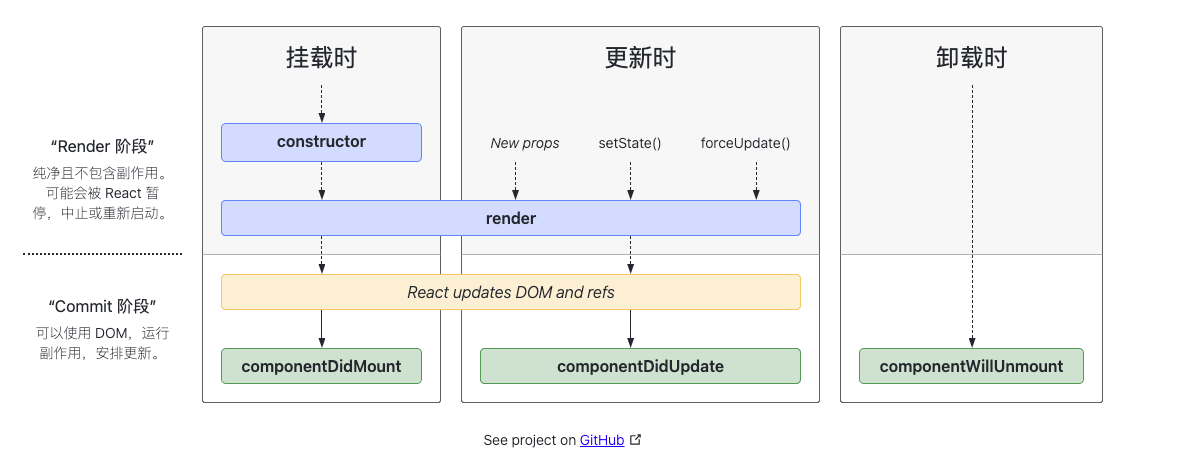 挂载时
更新时
卸载时
“Render 阶段”
纯净且不包含副作用。
可能会被 React 暂
停，中止或重新启动。
constructor
New props
setState()
forceUpdate()
render
“Commit 阶段”
可以使用 DOM，运行
副作用，安排更新。
React updates DOM and refs
componentDidMount
componentDidUpdate
componentWillUnmount
See project on GitHub